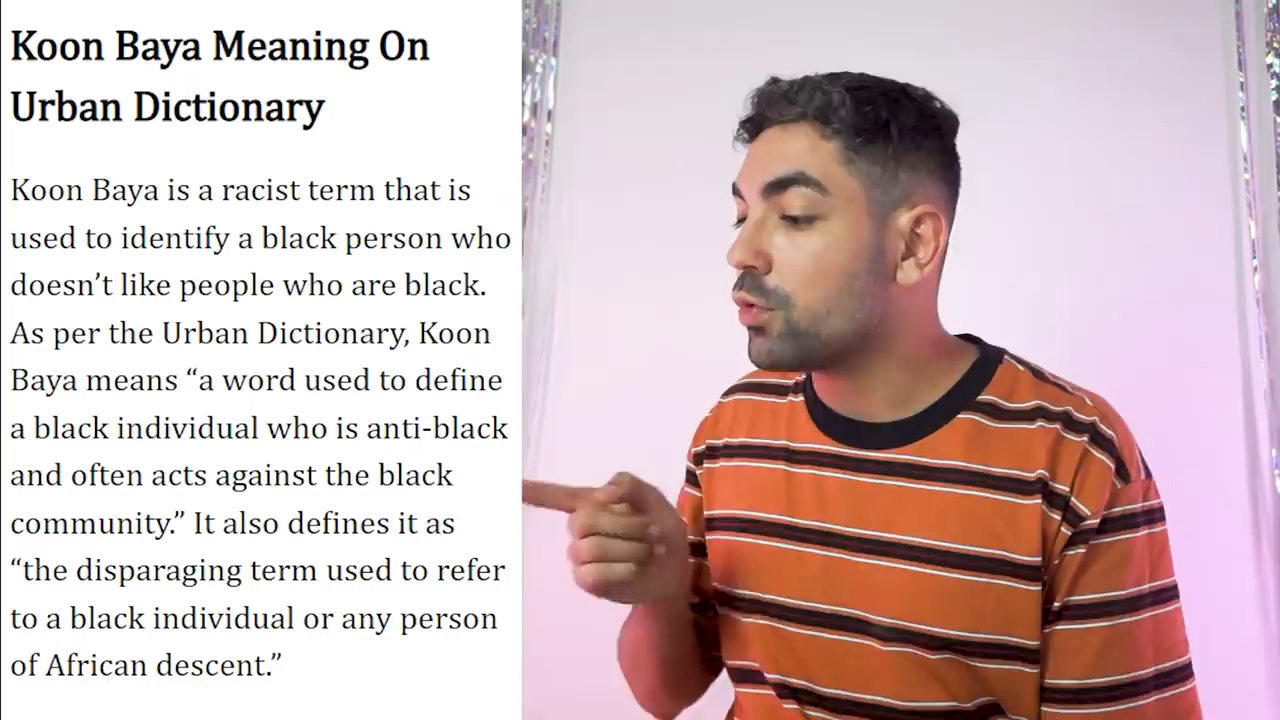 Koon Baya Meaning On
Urban Dictionary
Koon Baya is a racist term that is
used to identify a black person who
doesn’t like people who are black.
As per the Urban Dictionary, Koon
Baya means “a word used to define
a black individual who is anti-black
and often acts against the black
community.” It also defines it as
“the disparaging term used to refer
to a black individual or any person
of African descent.”